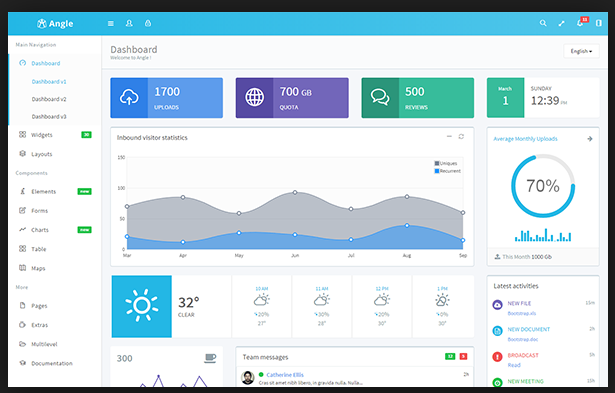 Angle
11
Main Navigation
Dashboard
Dashboard v1
Dashboard v2
Dashboard v3
Widgets 30
Layouts
Components
Elements new
Forms
Charts new
Table
Maps
More
Pages
Extras
Multilevel
Documentation
Dashboard
Welcome to Angle !
English
1700
UPLOADS
700 GB
QUOTA
500
REVIEWS
March
1
SUNDAY
12:39 PM
Inbound visitor statistics
150
100
50
0
Uniques
Recurrent
Mar Apr May Jun Jul Aug Sep
Average Monthly Uploads
70%
This Month 1000 Gb
32°
CLEAR
10 AM
20%
27°
11 AM
30%
28°
12 PM
20%
30°
1 PM
0%
30°
Latest activities
NEW FILE 15m
Bootstrap.xls
NEW DOCUMENT 2h
Bootstrap.doc
BROADCAST 5h
Read
NEW MEETING 15h
300
Team messages
Catherine Ellis 2h
Cras sit amet nibh libero, in gravida nulla. Nulla...